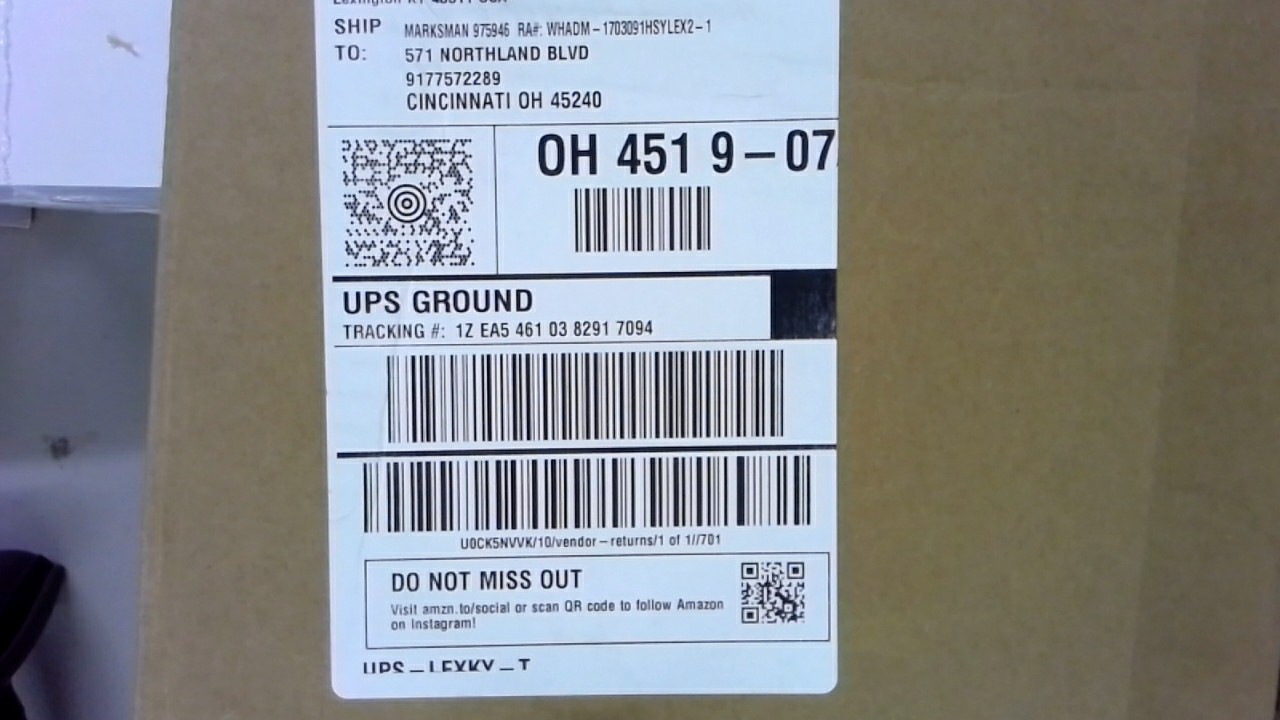 SHIP MARKSMAN 975946 RA#: WHADM-1703091HSYLEX2-1
TO: 571 NORTHLAND BLVD
9177572289
CINCINNATI OH 45240
OH 451 9-07
UPS GROUND
TRACKING #: 1Z EA5 461 03 8291 7094
U0CK5NVVK/10/vendor-returns/1 of 1//701
DO NOT MISS OUT
Visit amzn.to/social or scan QR code to follow Amazon
on Instagram!
UPS-LEXKY-T